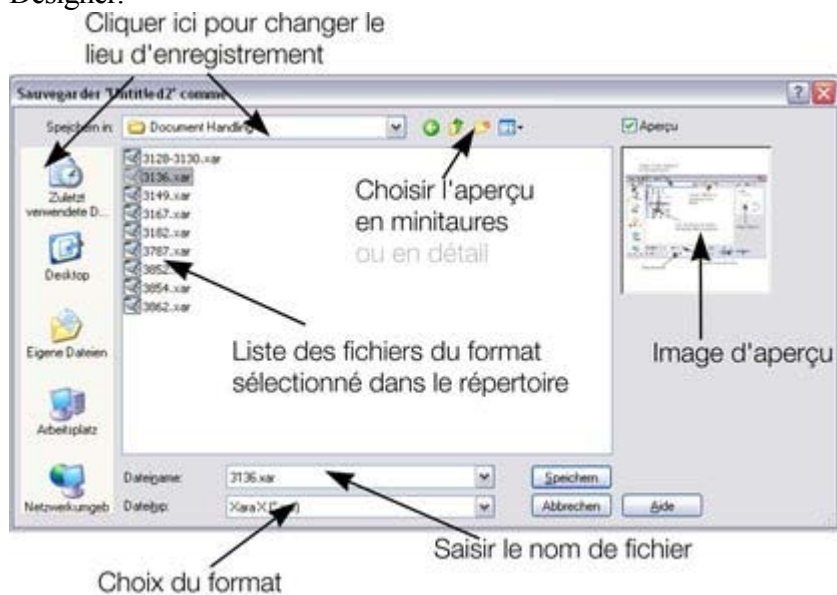 Designer.
Cliquer ici pour changer le
lieu d'enregistrement
Sauvegarder 'Untitled2' comme
Speichern in:
Document Handling
Aperçu
Zuletzt
verwendete D...
Desktop
Eigene Dateien
Arbeitsplatz
Netzwerkumgeb
3128-3130.xar
3136.xar
3149.xar
3167.xar
3182.xar
3787.xar
3852
3854.xar
3862.xar
Choisir l'aperçu
en minitaures
ou en détail
Liste des fichiers du format
sélectionné dans le répertoire
Image d'aperçu
Dateiname:
3136.xar
Speichern
Dateityp:
Xara X
Abbrechen
Aide
Saisir le nom de fichier
Choix du format